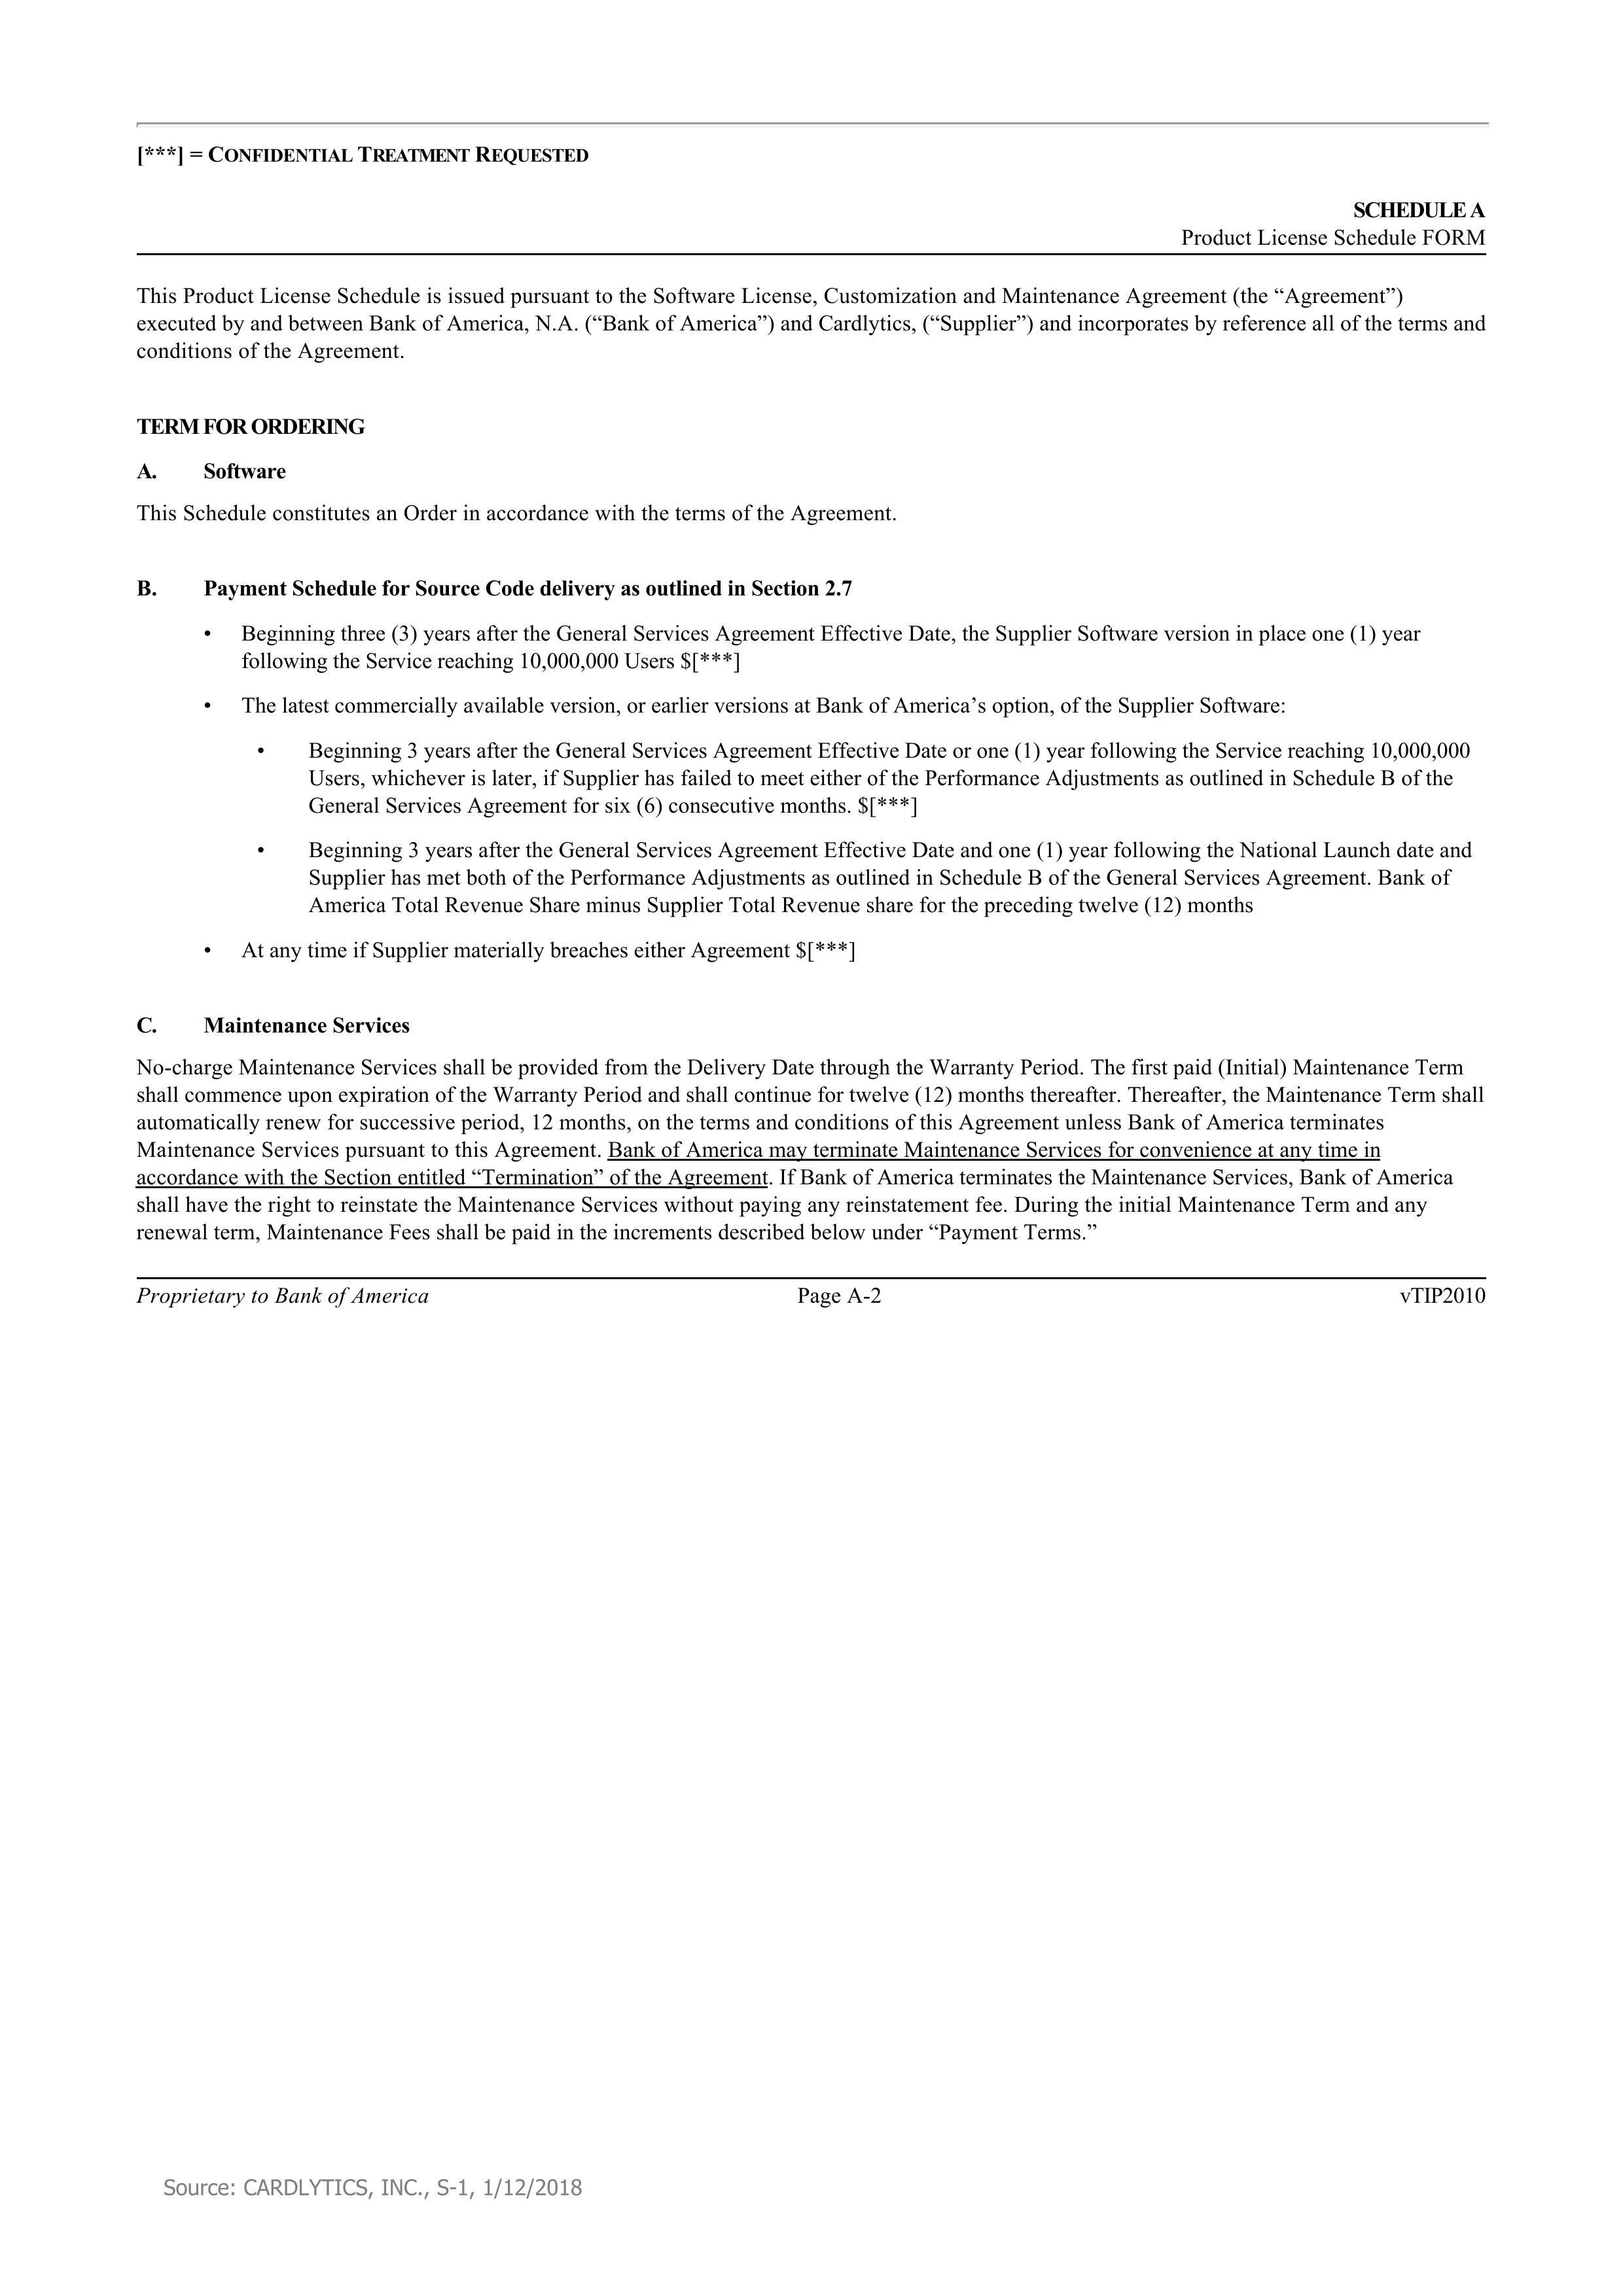 [***] = CONFIDENTIAL TREATMENT REQUESTED
SCHEDULE A
Product License Schedule FORM
This Product License Schedule is issued pursuant to the Software License, Customization and Maintenance Agreement (the “Agreement”)
executed by and between Bank of America, N.A. (“Bank of America”) and Cardlytics, (“Supplier”) and incorporates by reference all of the terms and
conditions of the Agreement.
TERM FOR ORDERING
A. Software
This Schedule constitutes an Order in accordance with the terms of the Agreement.
B. Payment Schedule for Source Code delivery as outlined in Section 2.7
• Beginning three (3) years after the General Services Agreement Effective Date, the Supplier Software version in place one (1) year
following the Service reaching 10,000,000 Users $[***]
• The latest commercially available version, or earlier versions at Bank of America’s option, of the Supplier Software:
• Beginning 3 years after the General Services Agreement Effective Date or one (1) year following the Service reaching 10,000,000
Users, whichever is later, if Supplier has failed to meet either of the Performance Adjustments as outlined in Schedule B of the
General Services Agreement for six (6) consecutive months. $[***]
• Beginning 3 years after the General Services Agreement Effective Date and one (1) year following the National Launch date and
Supplier has met both of the Performance Adjustments as outlined in Schedule B of the General Services Agreement. Bank of
America Total Revenue Share minus Supplier Total Revenue share for the preceding twelve (12) months
• At any time if Supplier materially breaches either Agreement $[***]
C. Maintenance Services
No-charge Maintenance Services shall be provided from the Delivery Date through the Warranty Period. The first paid (Initial) Maintenance Term
shall commence upon expiration of the Warranty Period and shall continue for twelve (12) months thereafter. Thereafter, the Maintenance Term shall
automatically renew for successive period, 12 months, on the terms and conditions of this Agreement unless Bank of America terminates
Maintenance Services pursuant to this Agreement. Bank of America may terminate Maintenance Services for convenience at any time in
accordance with the Section entitled “Termination” of the Agreement. If Bank of America terminates the Maintenance Services, Bank of America
shall have the right to reinstate the Maintenance Services without paying any reinstatement fee. During the initial Maintenance Term and any
renewal term, Maintenance Fees shall be paid in the increments described below under “Payment Terms.”
Proprietary to Bank of America Page A-2 vTIP2010
Source: CARDLYTICS, INC., S-1, 1/12/2018